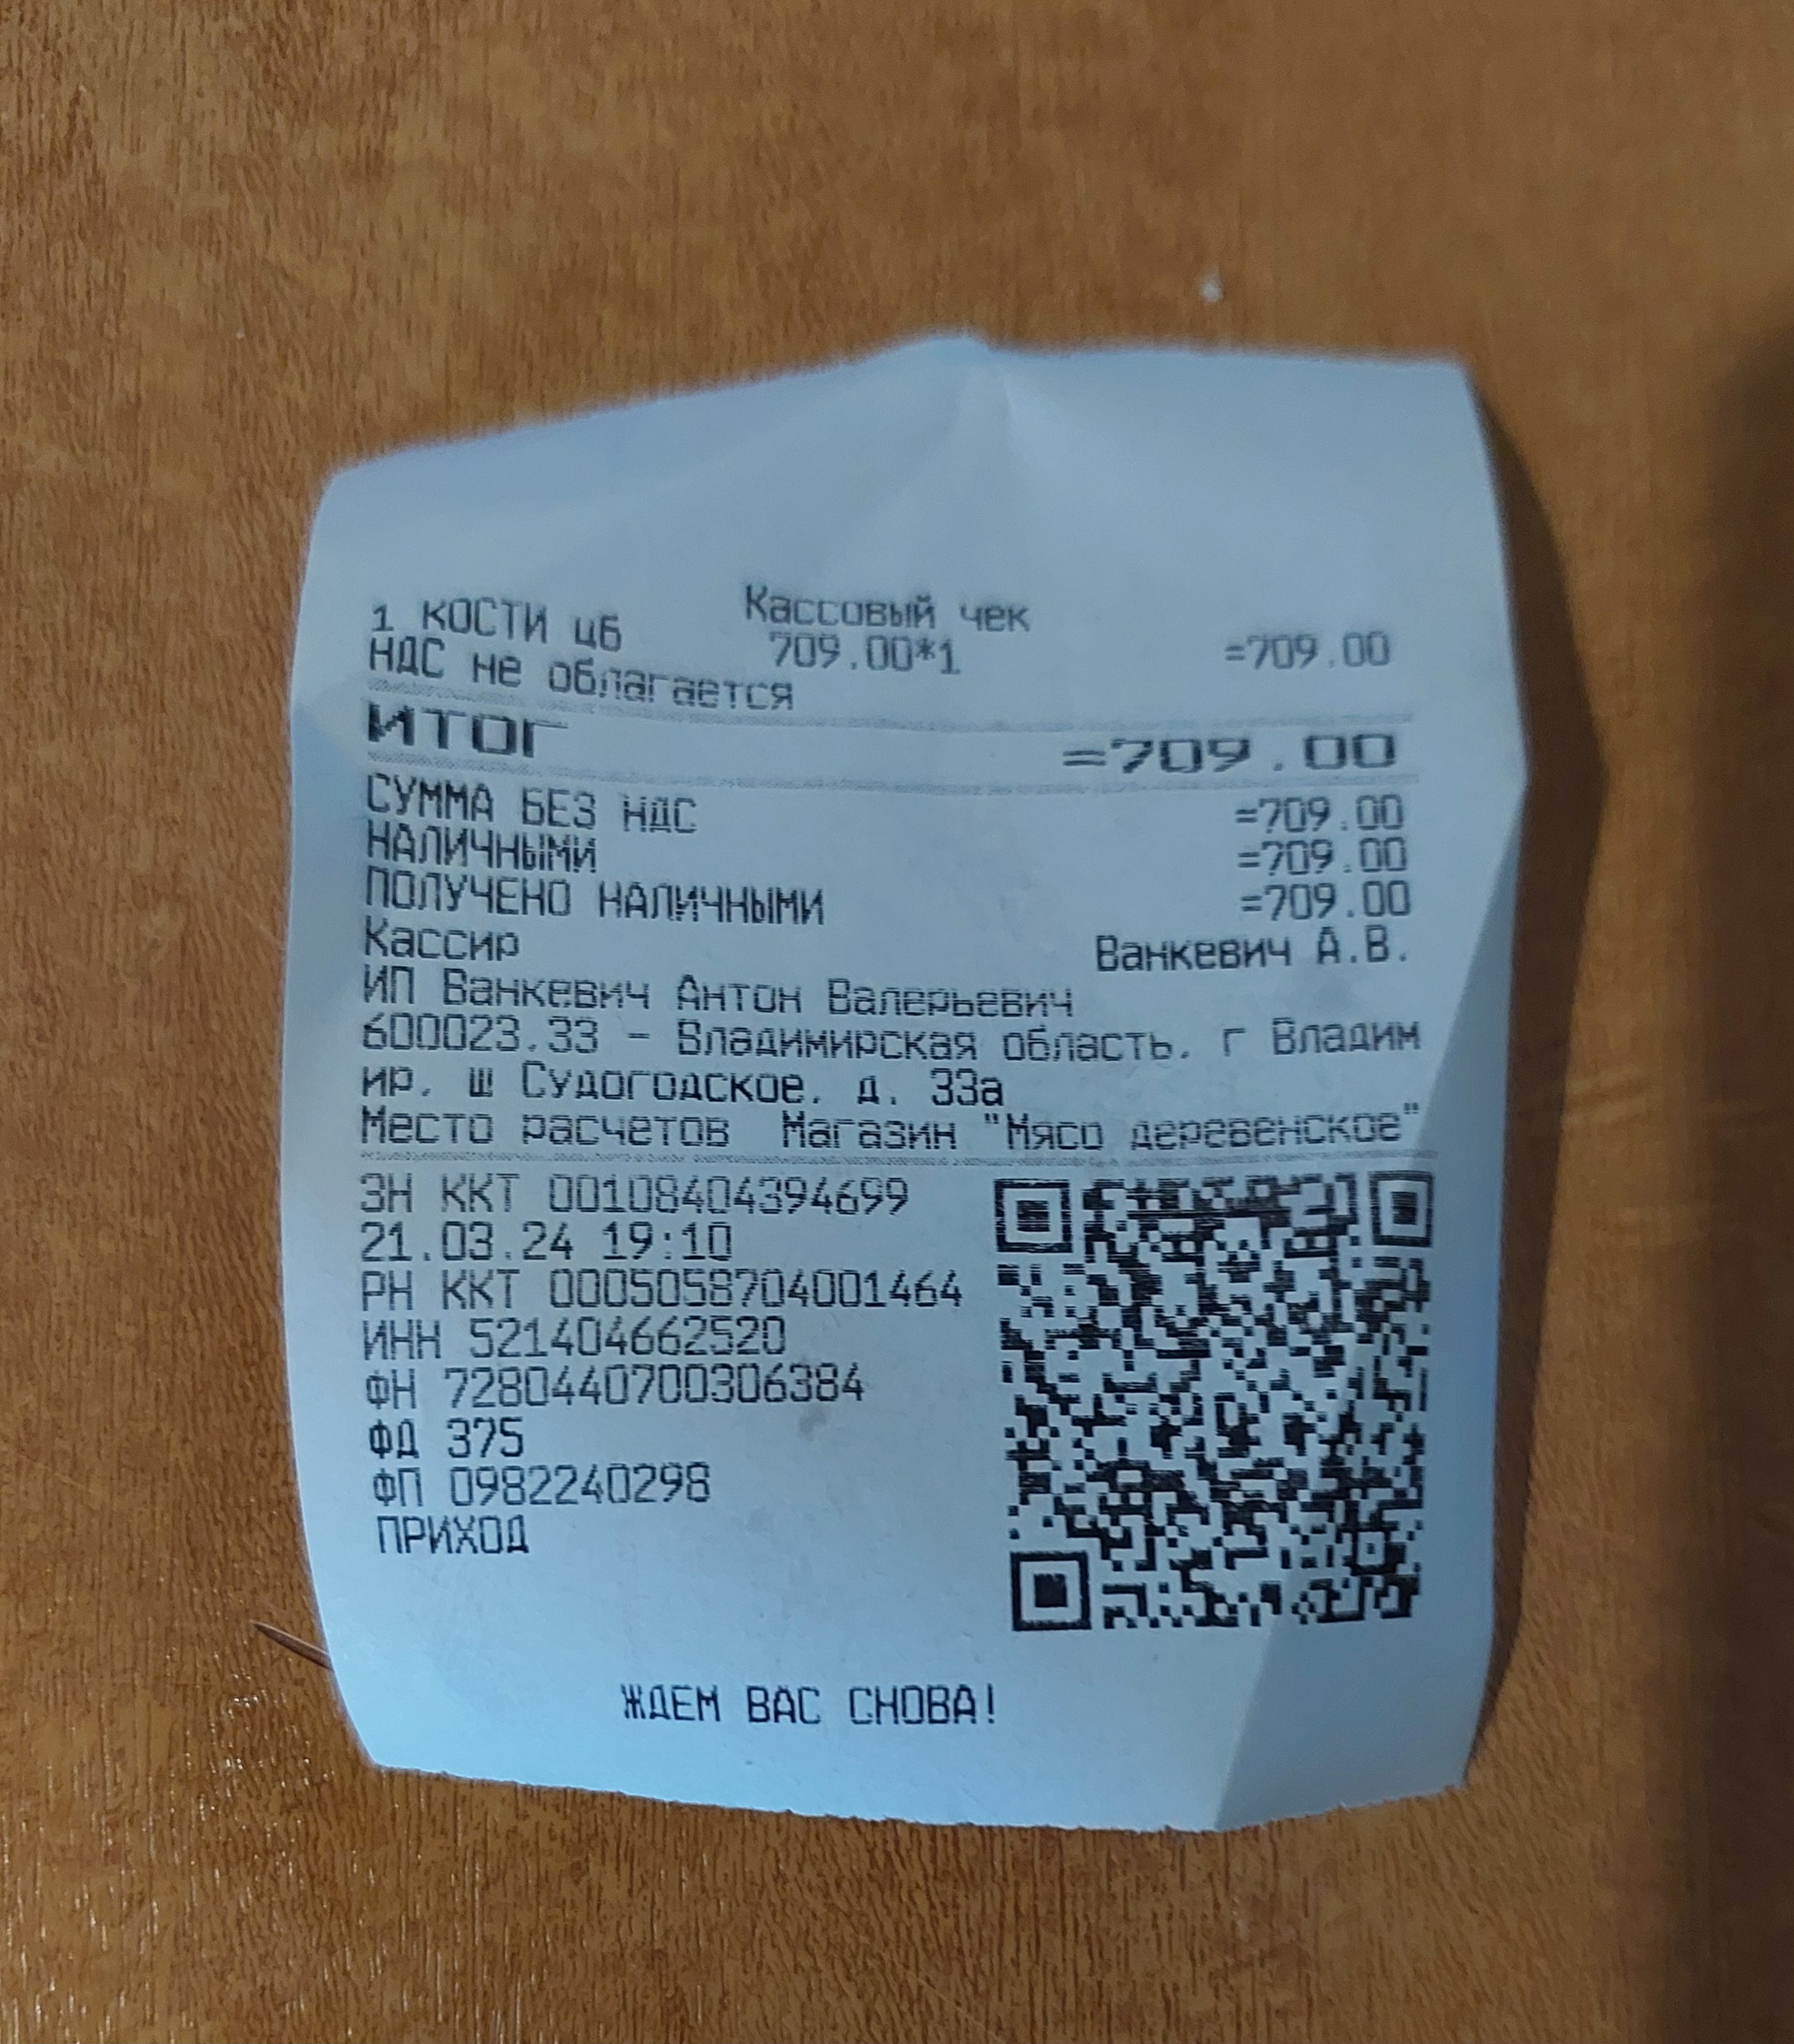 Кассовый чек
1 КОСТИ цб 709.00*1 =709.00
НДС не облагается
ИТОГ =709.00
СУММА БЕЗ НДС =709.00
НАЛИЧНЫМИ =709.00
ПОЛУЧЕНО НАЛИЧНЫМИ =709.00
Кассир Ванкевич А.В.
ИП Ванкевич Антон Валерьевич
600023,33 - Владимирская область, г Владим
ир, ш Судогодское, д. 33а
Место расчетов Магазин "Мясо деревенское"
ЗН ККТ 00108404394699
21.03.24 19:10
РН ККТ 0005058704001464
ИНН 521404662520
ФН 7280440700306384
ФД 375
ФП 0982240298
ПРИХОД
ЖДЕМ ВАС СНОВА!